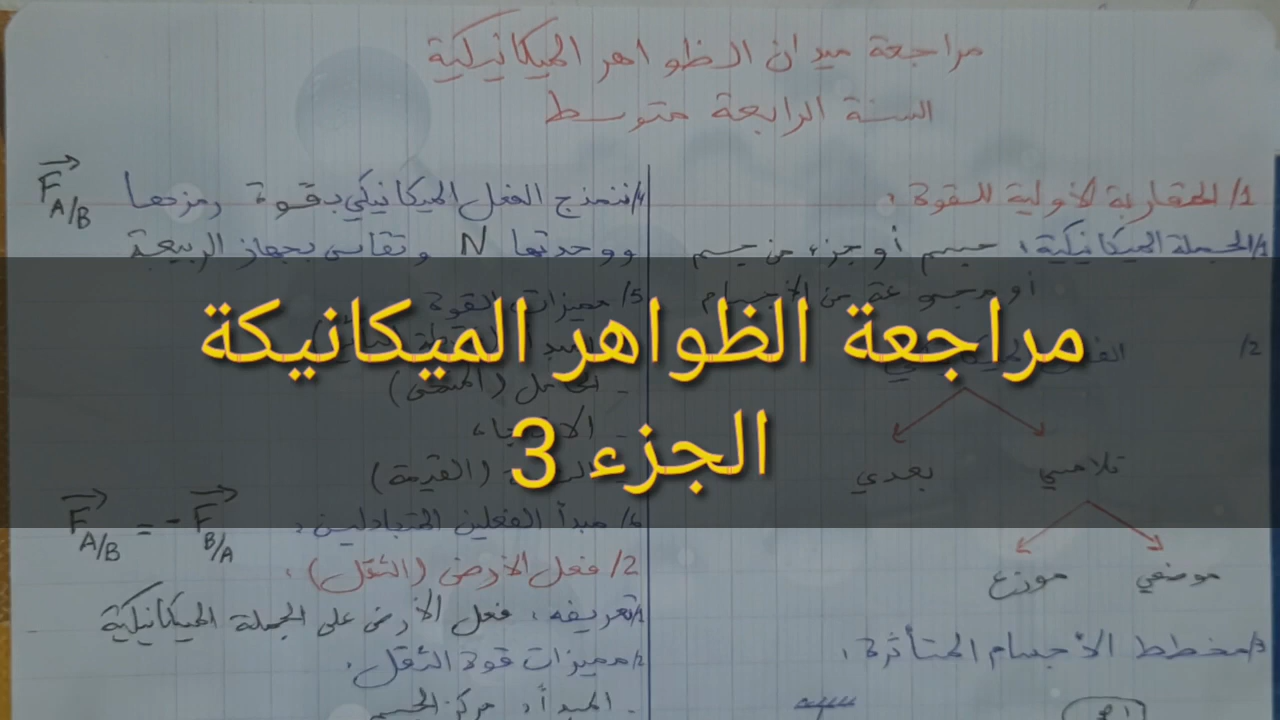 مراجعة ميدان الظواهر الميكانيكية
السنة الرابعة متوسط
مراجعة الظواهر الميكانيكة
الجزء 3
1/ المقاربة الأولية للقوة:
1/ الجملة الميكانيكية: جسم أو جزء من جسم
أو مجموعة من الأجسام
2/
تلامسي
بعدي
موضعي
موزع
3/ مخطط الأجسام المتأثرة:
4/ ننمذج الفعل الميكانيكي بقوة رمزها F A/B
ووحدتها N وتقاس بجهاز الربيعة
5/ مميزات القوة
- الحامل (المنحى)
(القيمة)
6/ مبدأ الفعلين المتبادلين: F A/B = - F B/A
2/ فعل الأرض (الثقل):
1/ تعريفه: فعل الأرض على الجملة الميكانيكية
2/ مميزات قوة الثقل:
- المبدأ: مركز الجسم